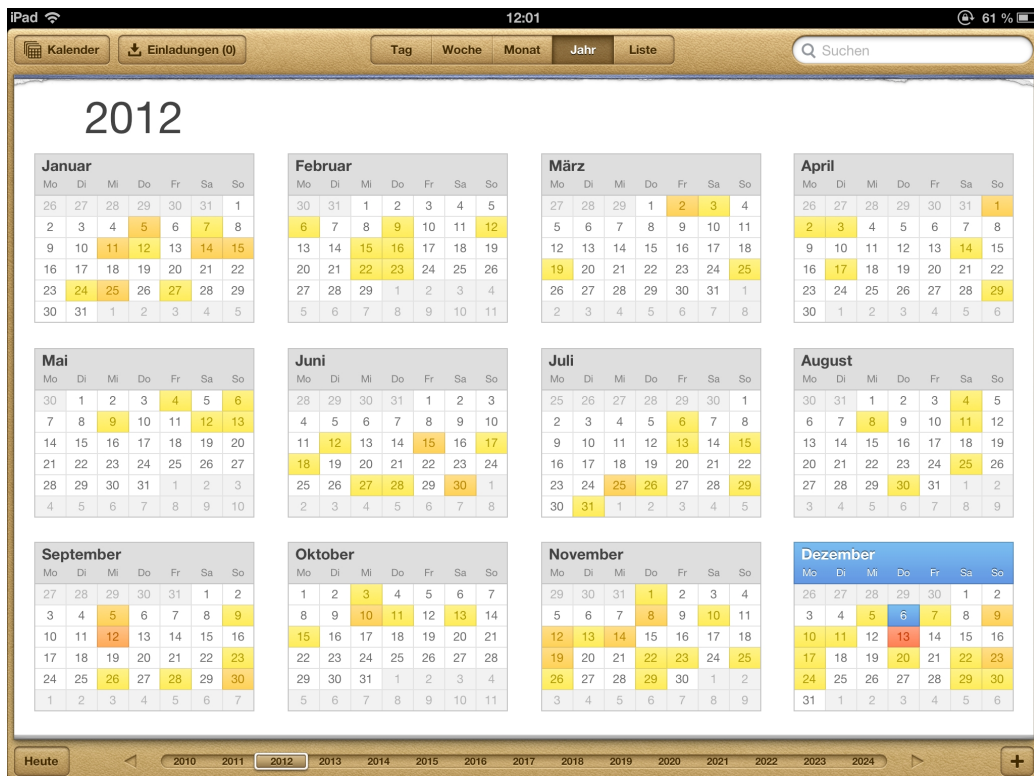 iPad 12:01 61 %
Kalender Einladungen (0) Tag Woche Monat Jahr Liste Suchen
2012
Januar
Mo Di Mi Do Fr Sa So
26 27 28 29 30 31 1
2 3 4 5 6 7 8
9 10 11 12 13 14 15
16 17 18 19 20 21 22
23 24 25 26 27 28 29
30 31 1 2 3 4 5
Februar
Mo Di Mi Do Fr Sa So
30 31 1 2 3 4 5
6 7 8 9 10 11 12
13 14 15 16 17 18 19
20 21 22 23 24 25 26
27 28 29 1 2 3 4
5 6 7 8 9 10 11
März
Mo Di Mi Do Fr Sa So
27 28 29 1 2 3 4
5 6 7 8 9 10 11
12 13 14 15 16 17 18
19 20 21 22 23 24 25
26 27 28 29 30 31 1
2 3 4 5 6 7 8
April
Mo Di Mi Do Fr Sa So
26 27 28 29 30 31 1
2 3 4 5 6 7 8
9 10 11 12 13 14 15
16 17 18 19 20 21 22
23 24 25 26 27 28 29
30 1 2 3 4 5 6
Mai
Mo Di Mi Do Fr Sa So
30 1 2 3 4 5 6
7 8 9 10 11 12 13
14 15 16 17 18 19 20
21 22 23 24 25 26 27
28 29 30 31 1 2 3
4 5 6 7 8 9 10
Juni
Mo Di Mi Do Fr Sa So
28 29 30 31 1 2 3
4 5 6 7 8 9 10
11 12 13 14 15 16 17
18 19 20 21 22 23 24
25 26 27 28 29 30 1
2 3 4 5 6 7 8
Juli
Mo Di Mi Do Fr Sa So
25 26 27 28 29 30 1
2 3 4 5 6 7 8
9 10 11 12 13 14 15
16 17 18 19 20 21 22
23 24 25 26 27 28 29
30 31 1 2 3 4 5
August
Mo Di Mi Do Fr Sa So
30 31 1 2 3 4 5
6 7 8 9 10 11 12
13 14 15 16 17 18 19
20 21 22 23 24 25 26
27 28 29 30 31 1 2
3 4 5 6 7 8 9
September
Mo Di Mi Do Fr Sa So
27 28 29 30 31 1 2
3 4 5 6 7 8 9
10 11 12 13 14 15 16
17 18 19 20 21 22 23
24 25 26 27 28 29 30
1 2 3 4 5 6 7
Oktober
Mo Di Mi Do Fr Sa So
1 2 3 4 5 6 7
8 9 10 11 12 13 14
15 16 17 18 19 20 21
22 23 24 25 26 27 28
29 30 31 1 2 3 4
5 6 7 8 9 10 11
November
Mo Di Mi Do Fr Sa So
29 30 31 1 2 3 4
5 6 7 8 9 10 11
12 13 14 15 16 17 18
19 20 21 22 23 24 25
26 27 28 29 30 1 2
3 4 5 6 7 8 9
Dezember
Mo Di Mi Do Fr Sa So
26 27 28 29 30 1 2
3 4 5 6 7 8 9
10 11 12 13 14 15 16
17 18 19 20 21 22 23
24 25 26 27 28 29 30
31 1 2 3 4 5 6
Heute 2010 2011 2012 2013 2014 2015 2016 2017 2018 2019 2020 2021 2022 2023 2024 +